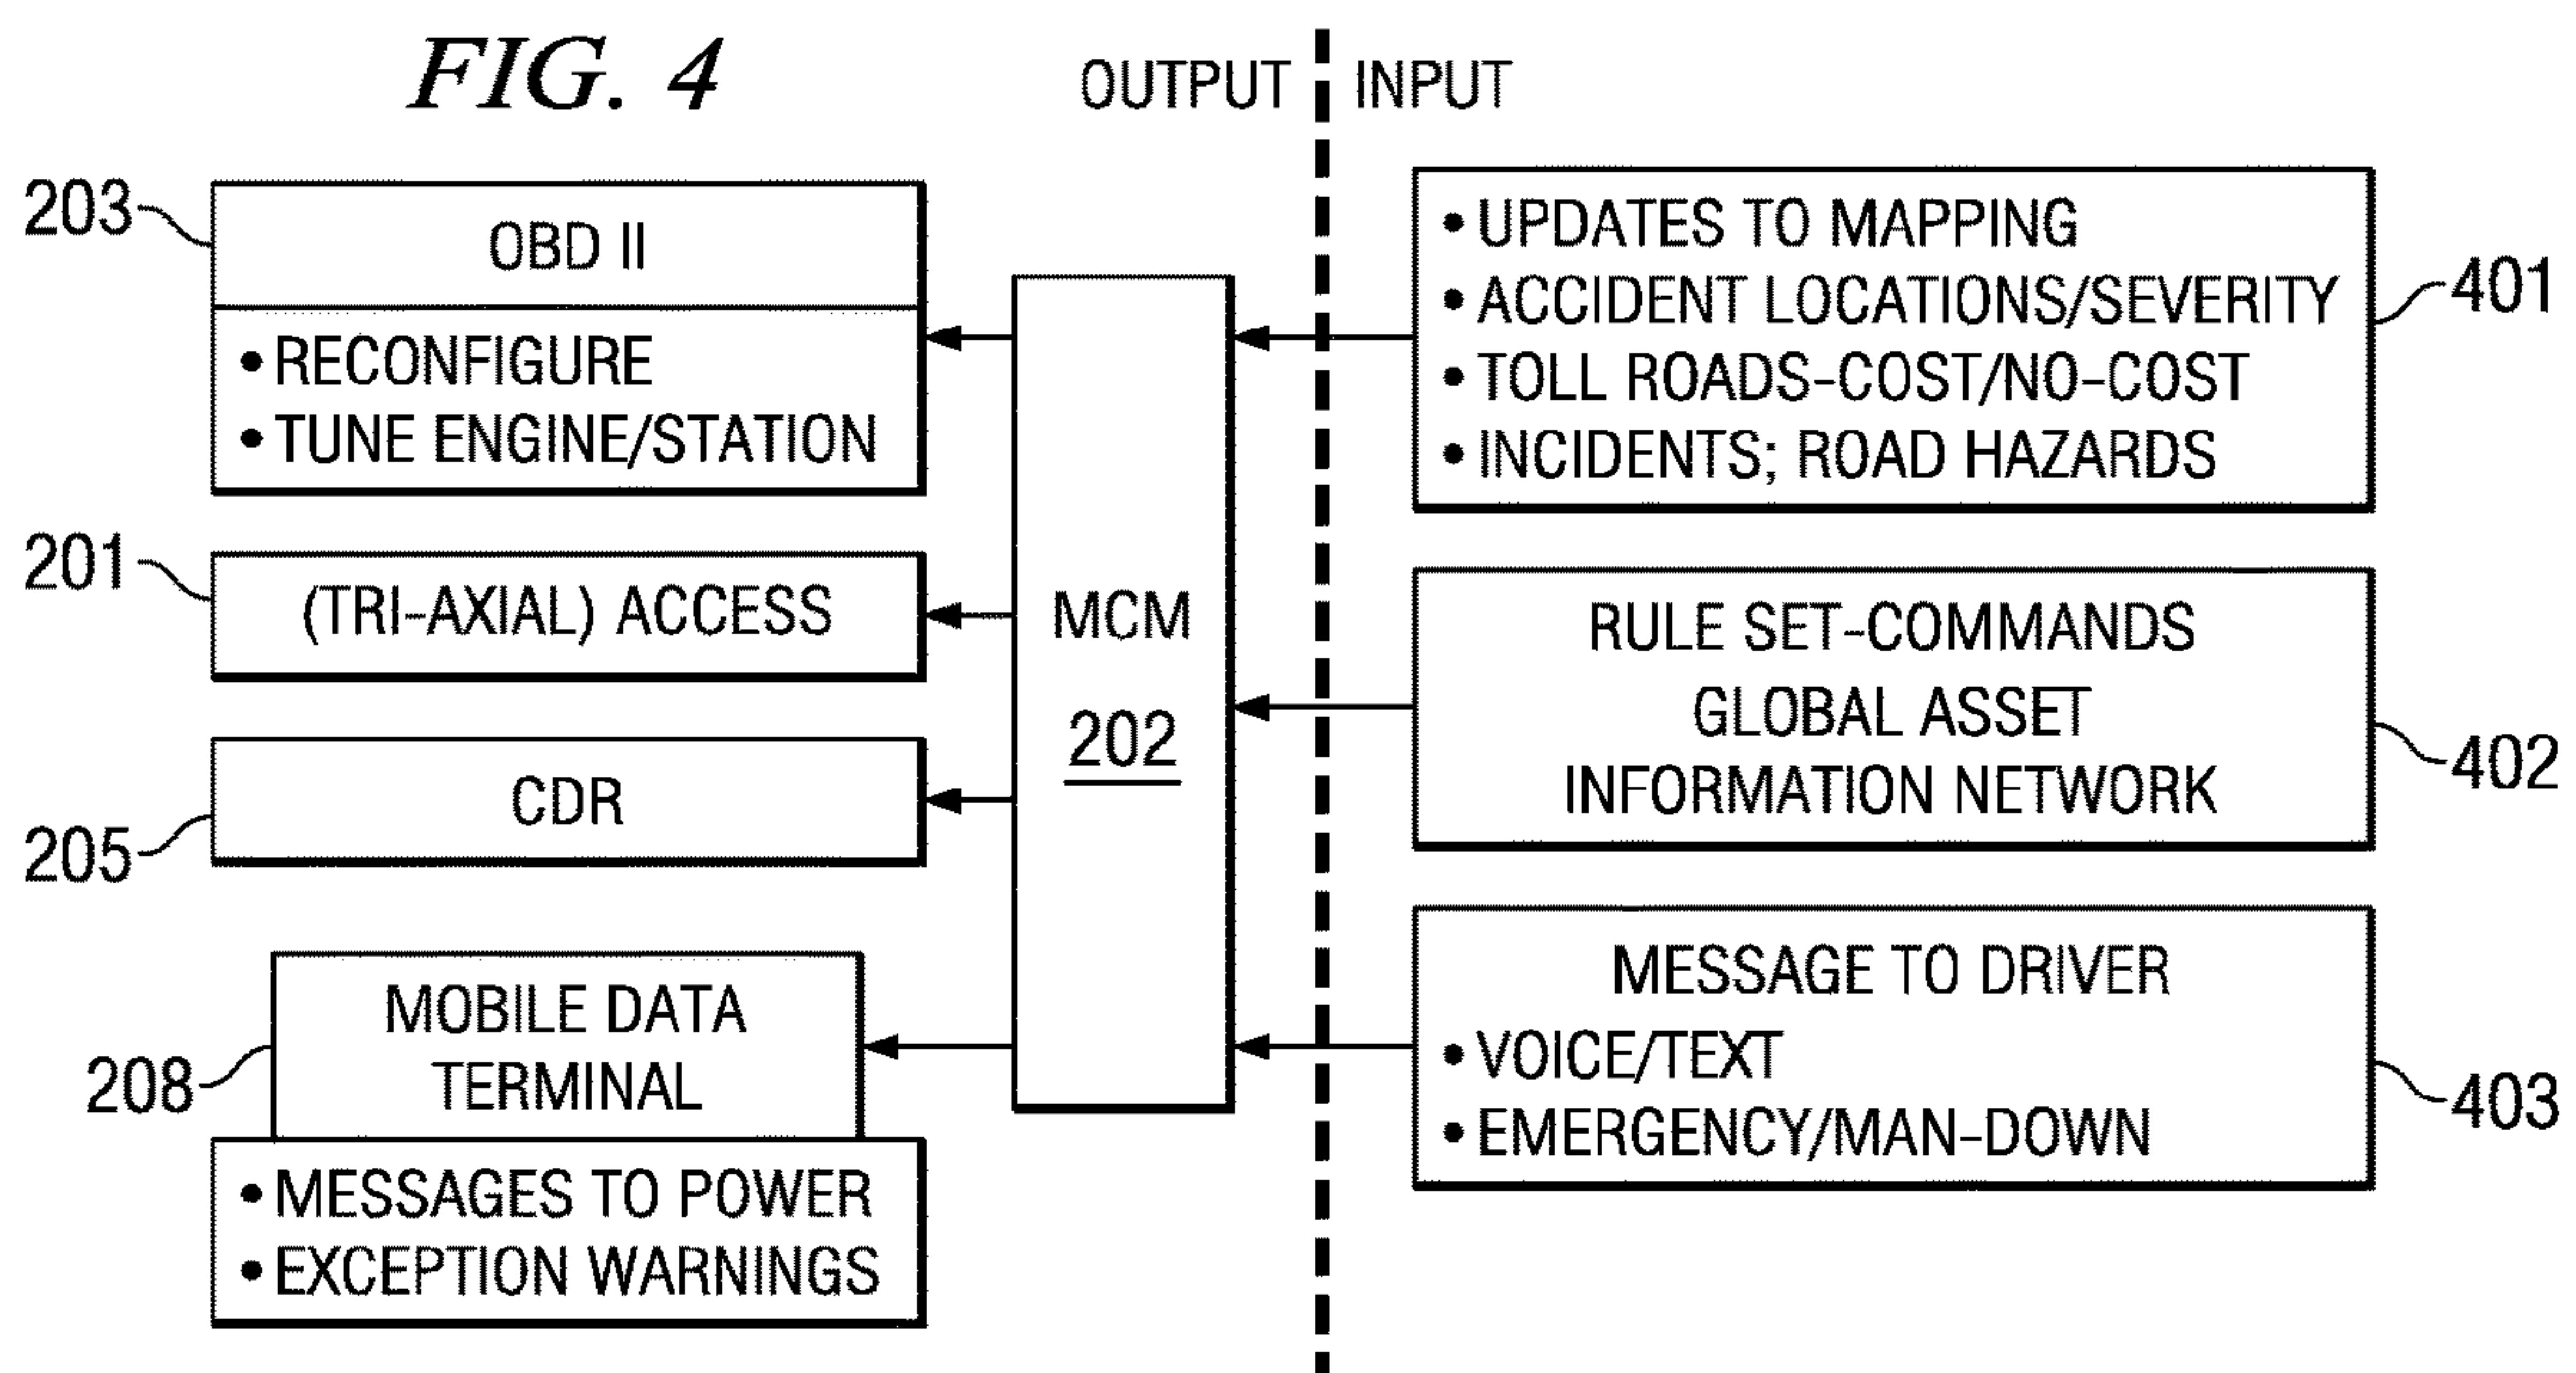 FIG. 4
OUTPUT
INPUT
203
OBD II
• RECONFIGURE
• TUNE ENGINE/STATION
201
(TRI-AXIAL) ACCESS
205
CDR
208
MOBILE DATA
TERMINAL
• MESSAGES TO POWER
• EXCEPTION WARNINGS
MCM
202
• UPDATES TO MAPPING
• ACCIDENT LOCATIONS/SEVERITY
• TOLL ROADS-COST/NO-COST
• INCIDENTS; ROAD HAZARDS
401
RULE SET-COMMANDS
GLOBAL ASSET
INFORMATION NETWORK
402
MESSAGE TO DRIVER
• VOICE/TEXT
• EMERGENCY/MAN-DOWN
403